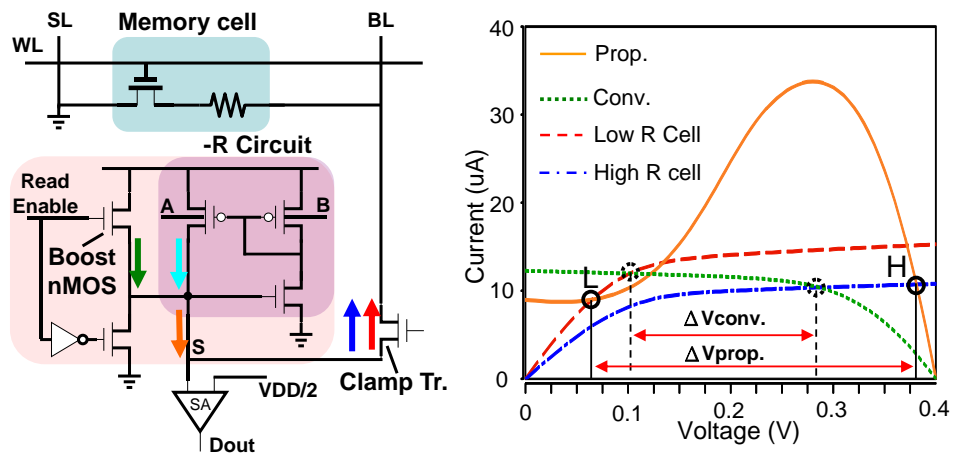 SL
Memory cell
BL
WL
-R Circuit
Read
Enable
A
B
Boost
nMOS
S
Clamp Tr.
VDD/2
SA
Dout
40
30
20
10
0
Current (uA)
Prop.
Conv.
Low R Cell
High R cell
L
H
Δ Vconv.
Δ Vprop.
0
0.1
0.2
0.3
0.4
Voltage (V)